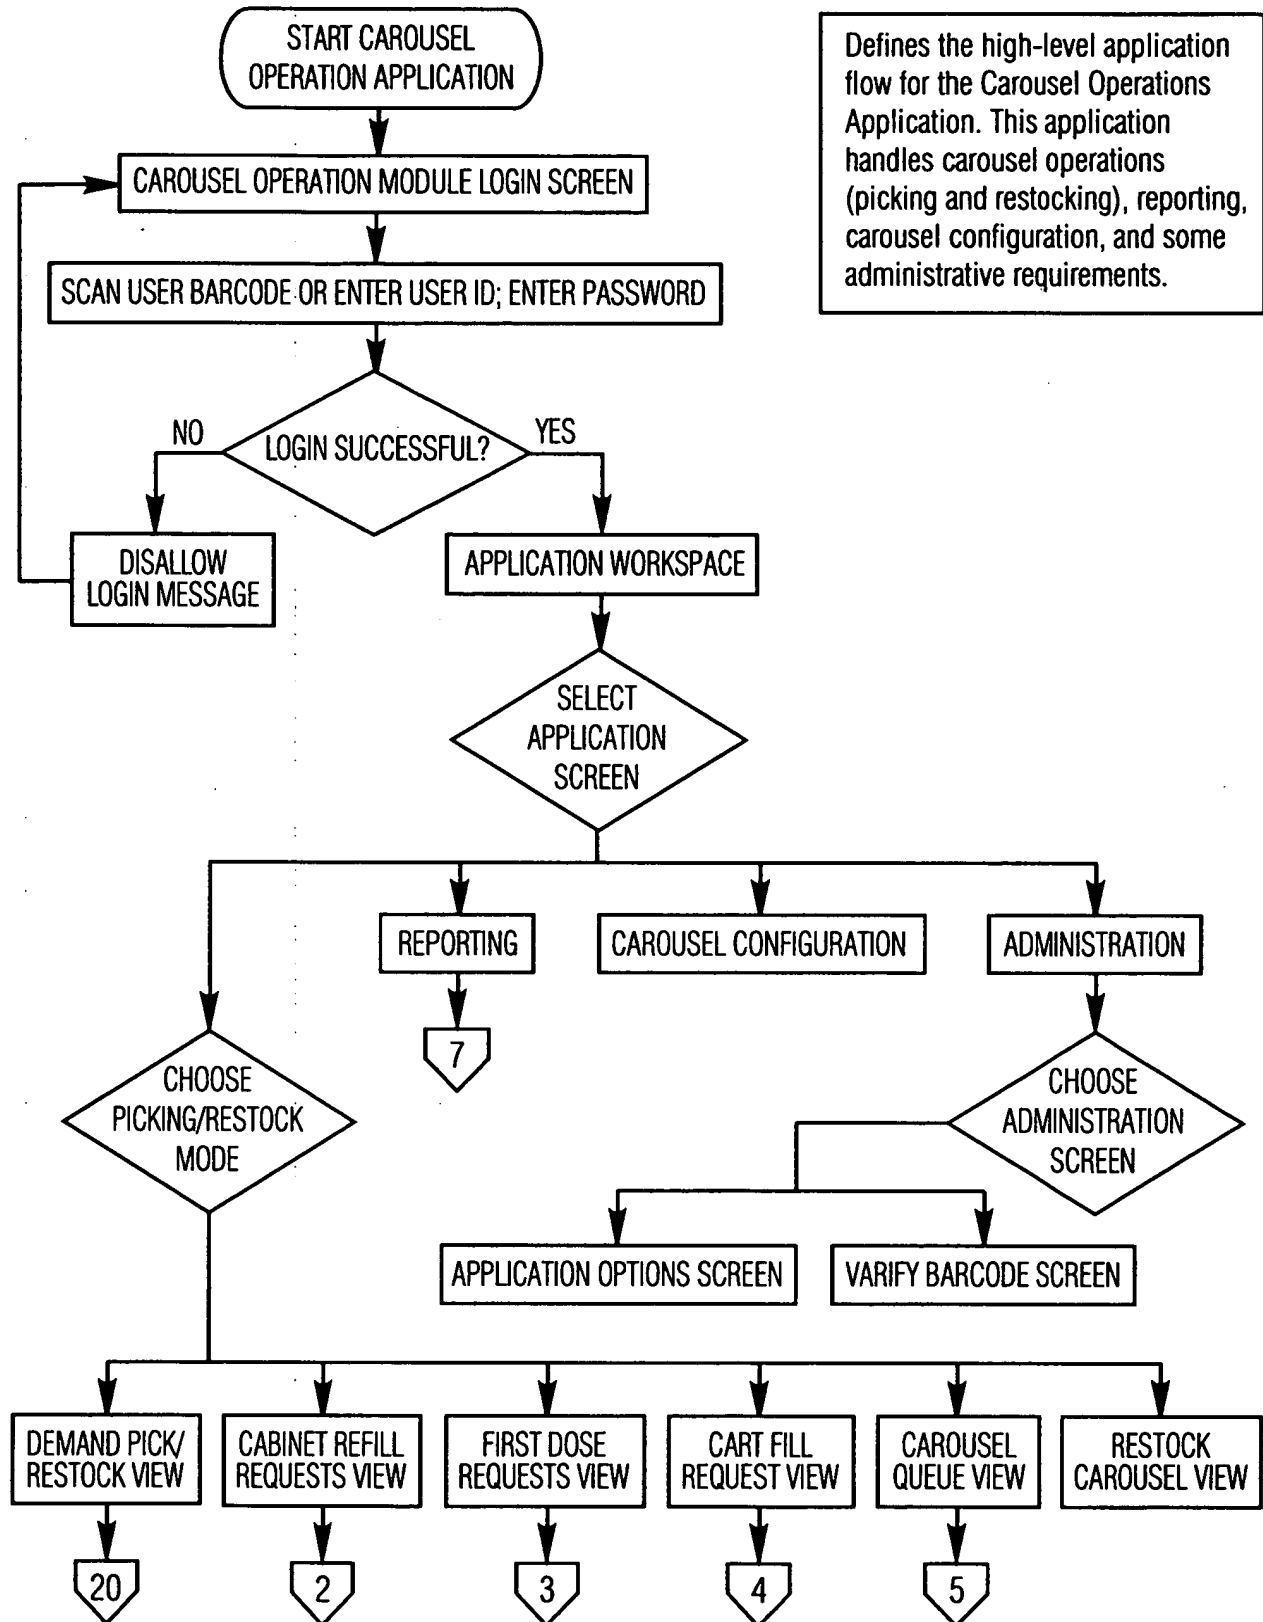 START CAROUSEL
OPERATION APPLICATION
Defines the high-level application
flow for the Carousel Operations
Application. This application
handles carousel operations
(picking and restocking), reporting,
carousel configuration, and some
administrative requirements.
CAROUSEL OPERATION MODULE LOGIN SCREEN
SCAN USER BARCODE OR ENTER USER ID; ENTER PASSWORD
NO
LOGIN SUCCESSFUL?
YES
DISALLOW
LOGIN MESSAGE
APPLICATION WORKSPACE
SELECT
APPLICATION
SCREEN
REPORTING
CAROUSEL CONFIGURATION
ADMINISTRATION
7
CHOOSE
PICKING/RESTOCK
MODE
CHOOSE
ADMINISTRATION
SCREEN
APPLICATION OPTIONS SCREEN
VARIFY BARCODE SCREEN
DEMAND PICK/
RESTOCK VIEW
CABINET REFILL
REQUESTS VIEW
FIRST DOSE
REQUESTS VIEW
CART FILL
REQUEST VIEW
CAROUSEL
QUEUE VIEW
RESTOCK
CAROUSEL VIEW
20
2
3
4
5